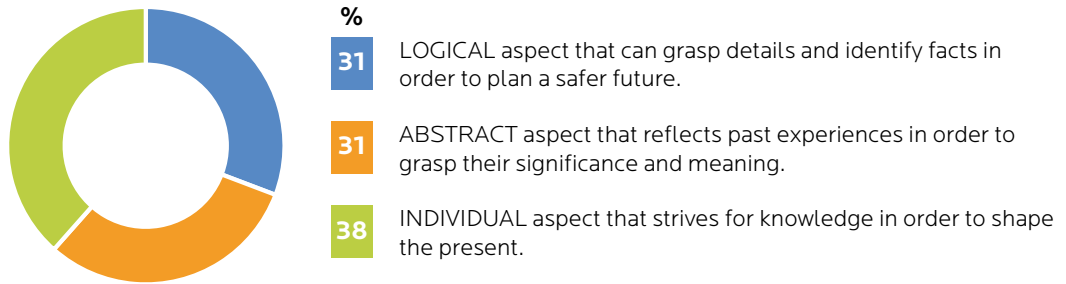 %
31
LOGICAL aspect that can grasp details and identify facts in
order to plan a safer future.
31
ABSTRACT aspect that reflects past experiences in order to
grasp their significance and meaning.
38
INDIVIDUAL aspect that strives for knowledge in order to shape
the present.